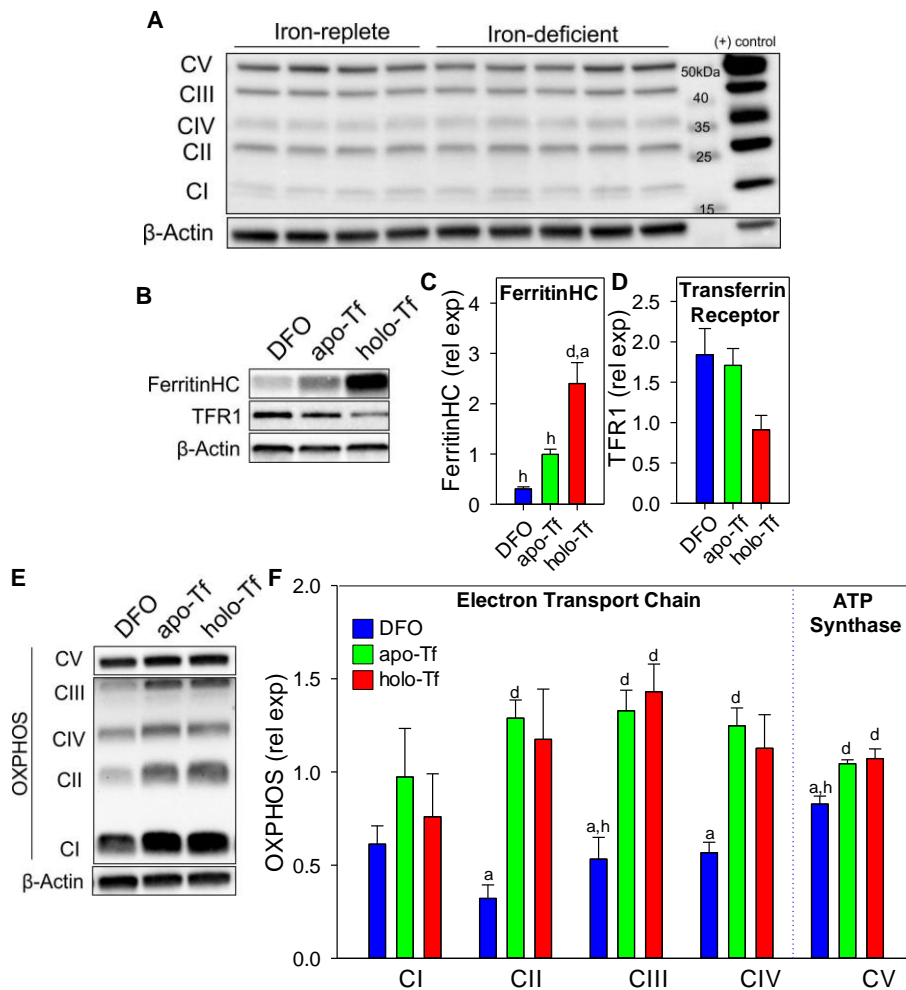 A
Iron-replete
Iron-deficient
(+) control
CV
CIII
CIV
CII
CI
β-Actin
50kDa
40
35
25
15
B
DFO
apo-Tf
holo-Tf
FerritinHC
TFR1
β-Actin
C
FerritinHC
FerritinHC (rel exp)
4
3
2
1
0
h
h
d,a
DFO
apo-Tf
holo-Tf
D
Transferrin
Receptor
TFR1 (rel exp)
2.5
2.0
1.5
1.0
0.5
0.0
DFO
apo-Tf
holo-Tf
E
DFO
apo-Tf
holo-Tf
OXPHOS
CV
CIII
CIV
CII
CI
β-Actin
F
Electron Transport Chain
ATP
Synthase
DFO
apo-Tf
holo-Tf
OXPHOS (rel exp)
2.0
1.5
1.0
0.5
0.0
a
d
a,h
d
d
a
d
a,h
d
d
CI
CII
CIII
CIV
CV